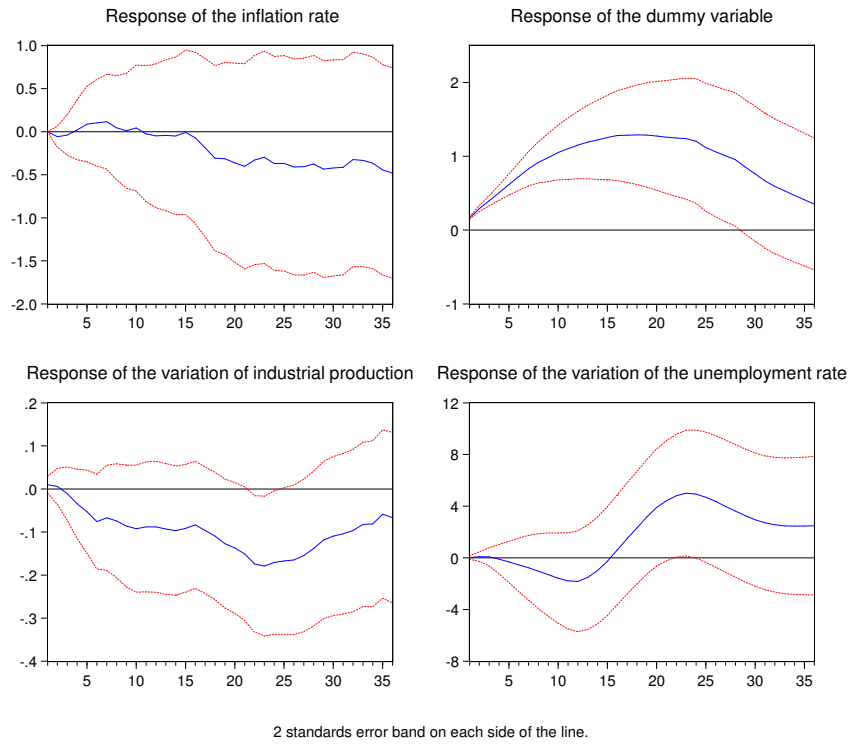 Response of the inflation rate
1.0
0.5
0.0
-0.5
-1.0
-1.5
-2.0
5 10 15 20 25 30 35
Response of the dummy variable
2
1
0
-1
5 10 15 20 25 30 35
Response of the variation of industrial production
.2
.1
.0
-.1
-.2
-.3
-.4
5 10 15 20 25 30 35
Response of the variation of the unemployment rate
12
8
4
0
-4
-8
5 10 15 20 25 30 35
2 standards error band on each side of the line.